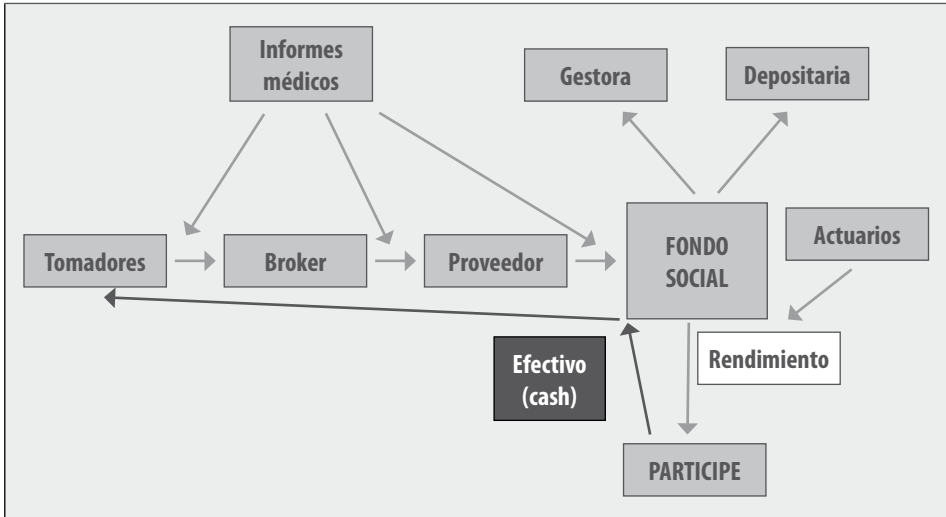 Informes
médicos
Gestora
Depositaria
Tomadores
Broker
Proveedor
FONDO
SOCIAL
Actuarios
Efectivo
(cash)
Rendimiento
PARTICIPE